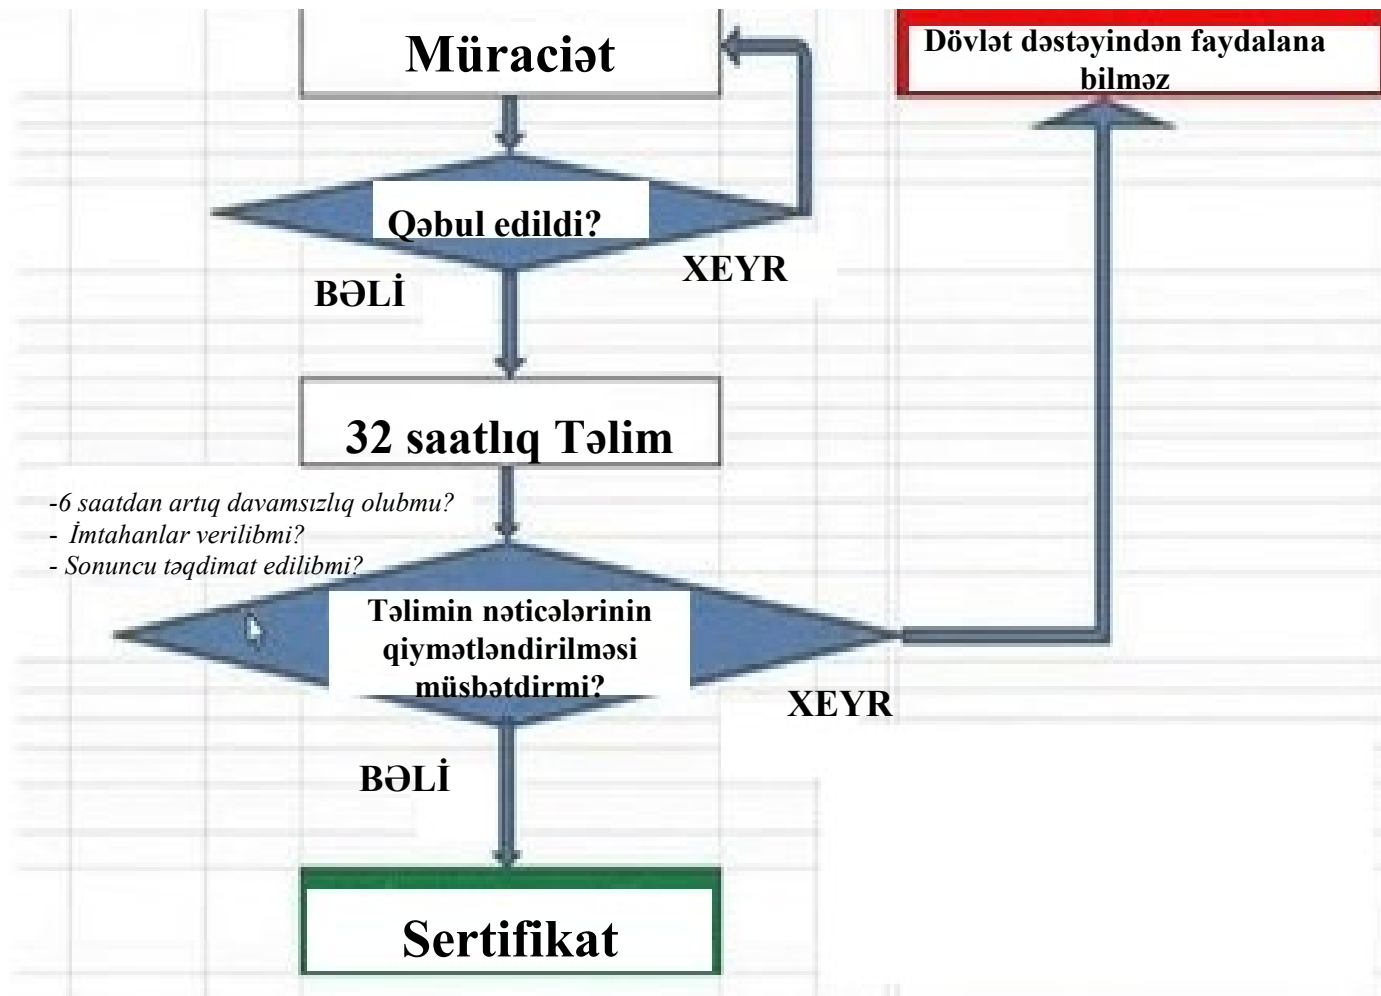 Müraciət
Dövlət dəstəyindən faydalana
bilməz
Qəbul edildi?
XEYR
BƏLİ
32 saatlıq Təlim
-6 saatdan artıq davamsızlıq olubmu?
- İmtahanlar verilibmi?
- Sonuncu təqdimat edilibmi?
Təlimin nəticələrinin
qiymətləndirilməsi
müsbətdirmi?
XEYR
BƏLİ
Sertifikat